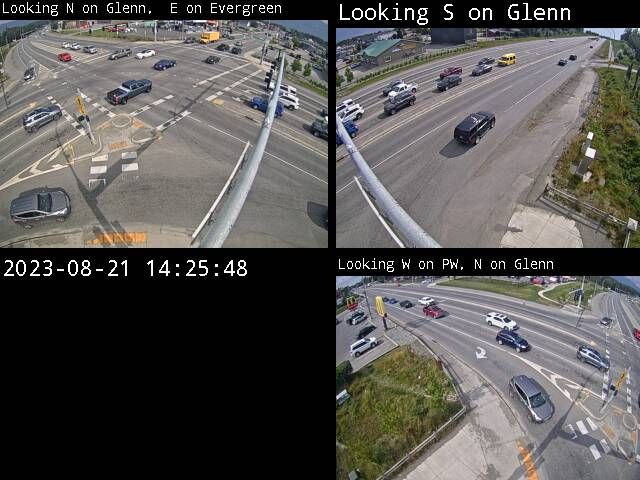 Looking N on Glenn,  E on Evergreen
Looking S on Glenn
2023-08-21 14:25:48
Looking W on PW, N on Glenn